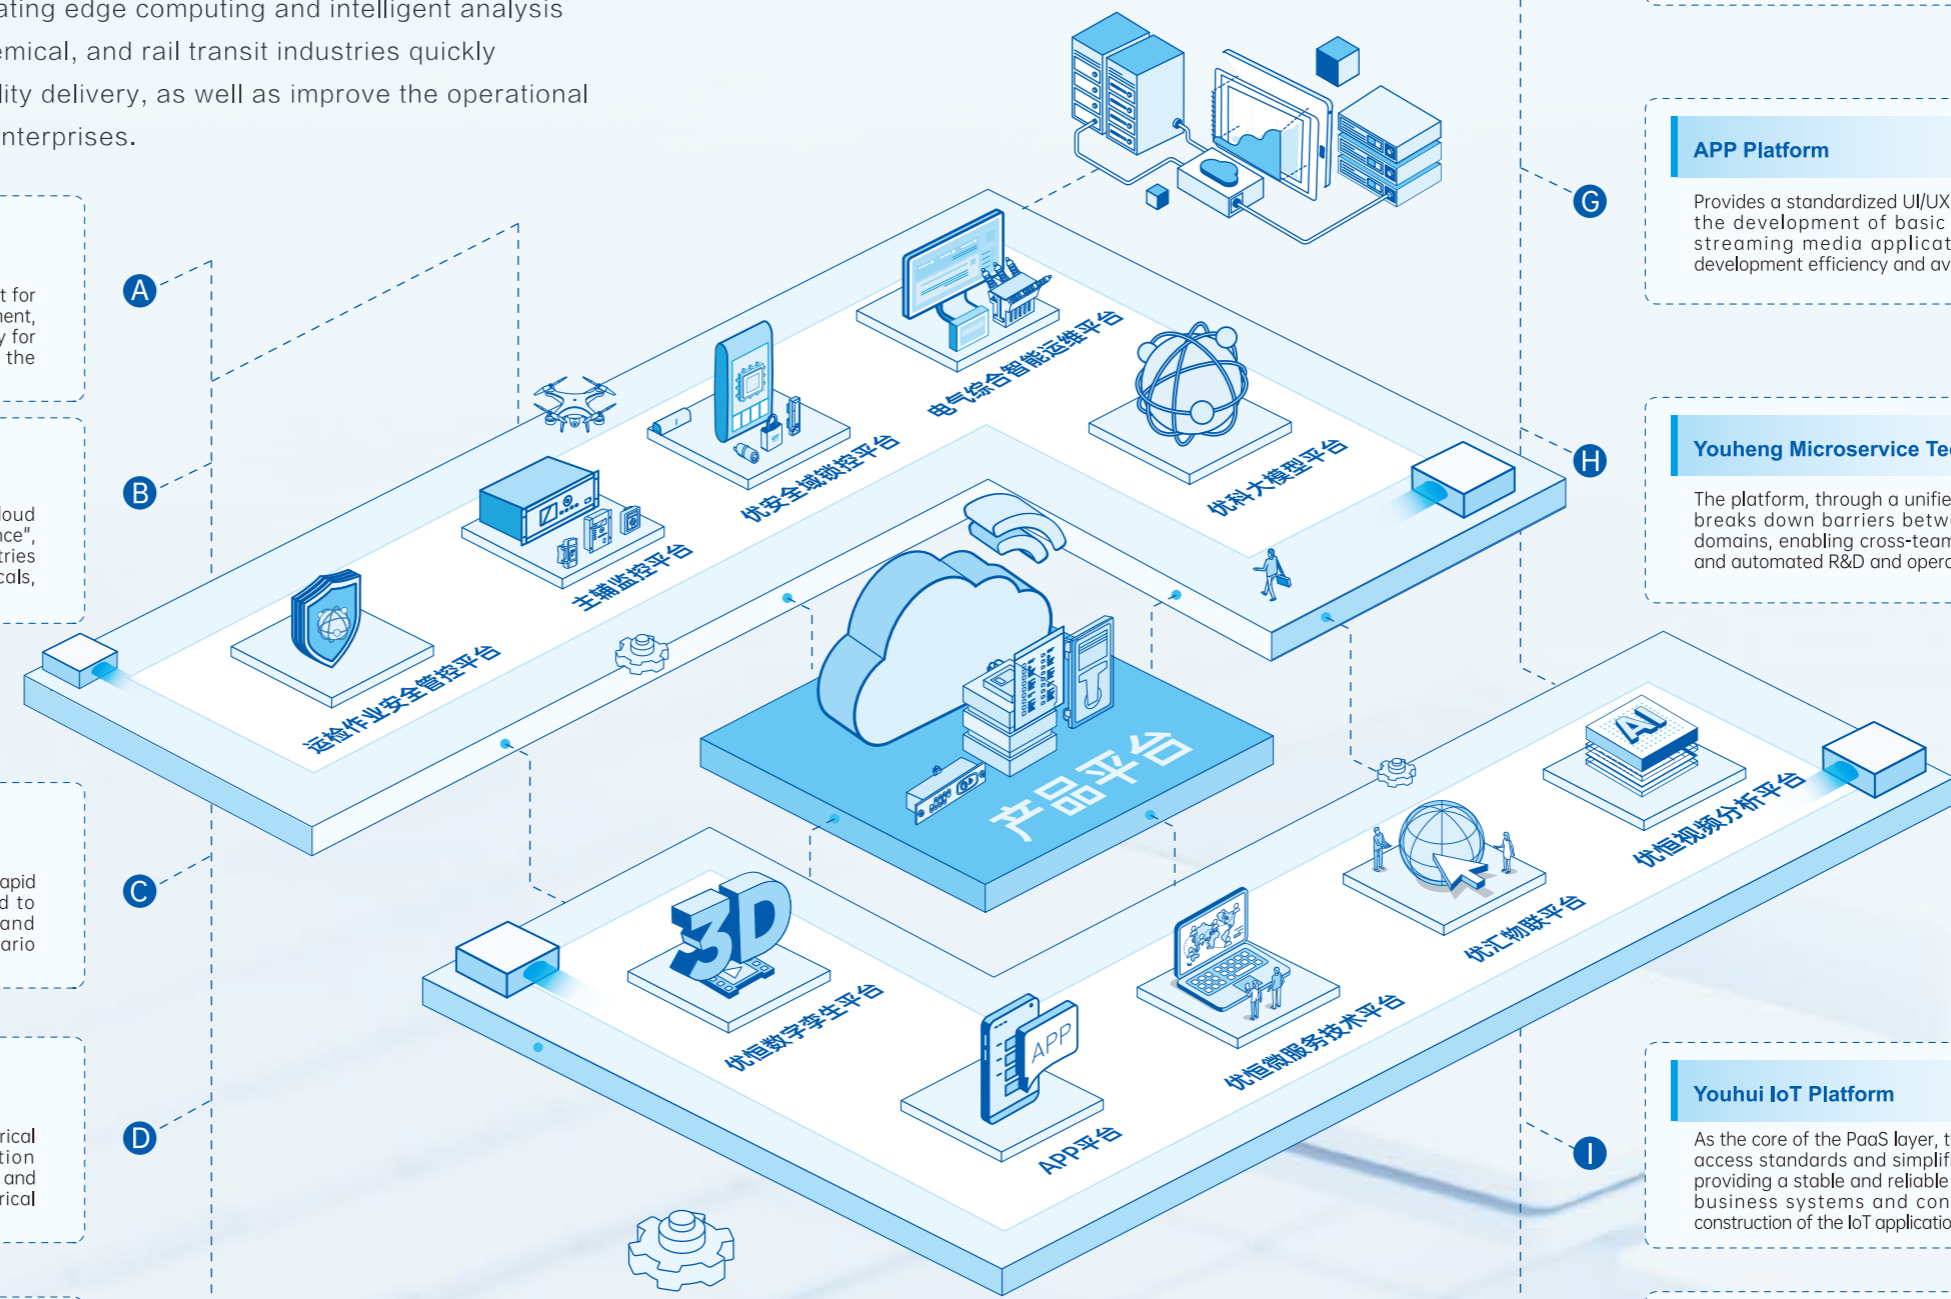 ating edge computing and intelligent analysis
emical, and rail transit industries quickly
lity delivery, as well as improve the operational
nterprises.
A
t for
nent,
y for
the
B
loud
nce",
tries
cals,
C
apid
d to
and
ario
D
rical
tion
and
rical
电气综合智能运维平台
优安全域锁控平台
优科大模型平台
主辅监控平台
运检作业安全管控平台
产品平台
AI
优恒视频分析平台
优汇物联平台
3D
优恒数字孪生平台
优恒微服务技术平台
APP
APP平台
G
APP Platform
Provides a standardized UI/UX
the development of basic
streaming media applicat
development efficiency and av
H
Youheng Microservice Te
The platform, through a unifie
breaks down barriers betw
domains, enabling cross-tean
and automated R&D and opera
I
Youhui IoT Platform
As the core of the PaaS layer, t
access standards and simplif
providing a stable and reliable
business systems and con
construction of the IoT applicatio